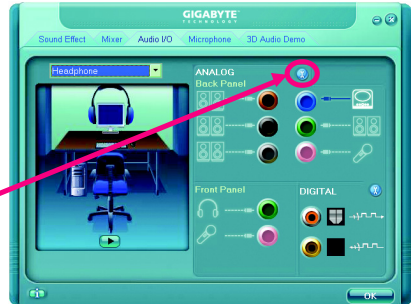 GIGABYTE
TECHNOLOGY
Sound Effect Mixer Audio I/O Microphone 3D Audio Demo
Headphone
ANALOG
Back Panel
Front Panel
DIGITAL
OK